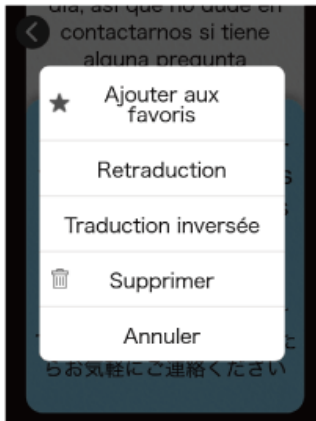 día, así que no dude en
contactarnos si tiene
alguna pregunta
Ajouter aux
favoris
Retraduction
Traduction inversée
Supprimer
Annuler
らお気軽にご連絡ください